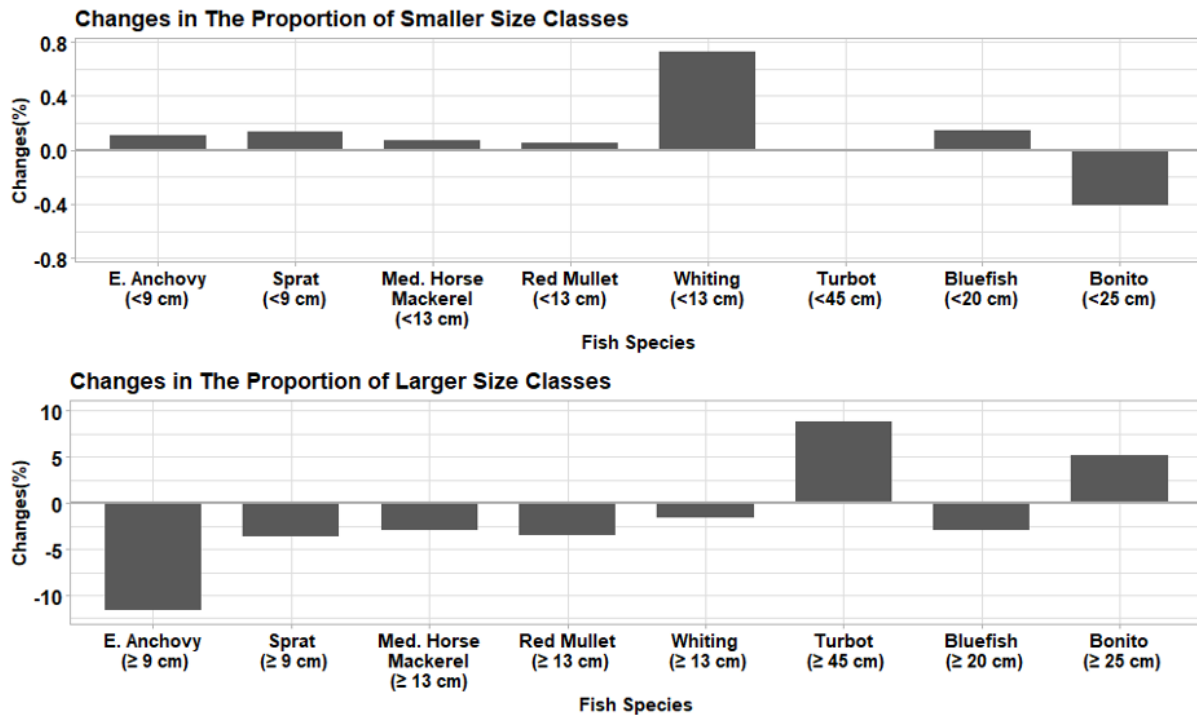 Changes in The Proportion of Smaller Size Classes
Changes(%)
0.8
0.4
0.0
-0.4
-0.8
E. Anchovy
(<9 cm)
Sprat
(<9 cm)
Med. Horse
Mackerel
(<13 cm)
Red Mullet
(<13 cm)
Whiting
(<13 cm)
Turbot
(<45 cm)
Bluefish
(<20 cm)
Bonito
(<25 cm)
Fish Species
Changes in The Proportion of Larger Size Classes
Changes(%)
10
5
0
-5
-10
E. Anchovy
(≥ 9 cm)
Sprat
(≥ 9 cm)
Med. Horse
Mackerel
(≥ 13 cm)
Red Mullet
(≥ 13 cm)
Whiting
(≥ 13 cm)
Turbot
(≥ 45 cm)
Bluefish
(≥ 20 cm)
Bonito
(≥ 25 cm)
Fish Species